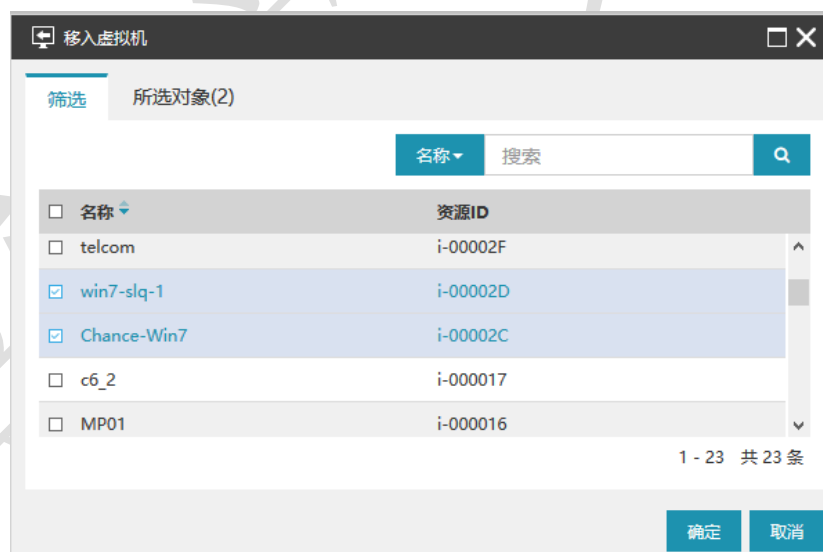 移入虚拟机
筛选 所选对象(2)
名称 搜索
名称 资源ID
telcom i-00002F
win7-slq-1 i-00002D
Chance-Win7 i-00002C
c6_2 i-000017
MP01 i-000016
1 - 23 共 23 条
确定 取消